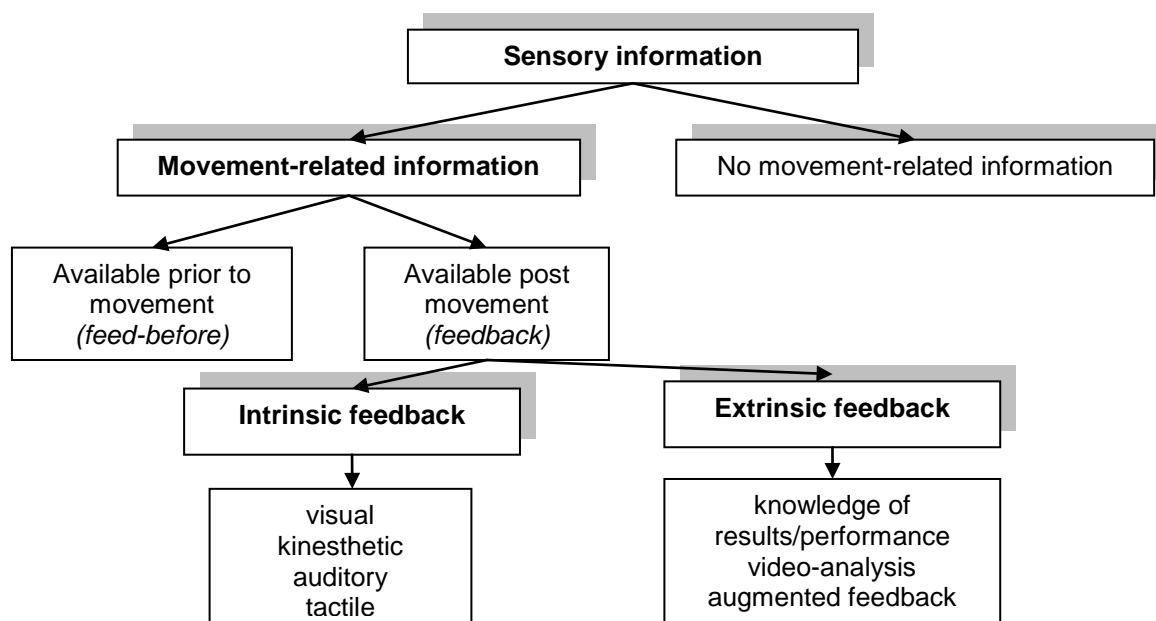 Sensory information
Movement-related information
No movement-related information
Available prior to
movement
(feed-before)
Available post
movement
(feedback)
Intrinsic feedback
Extrinsic feedback
visual
kinesthetic
auditory
tactile
knowledge of
results/performance
video-analysis
augmented feedback